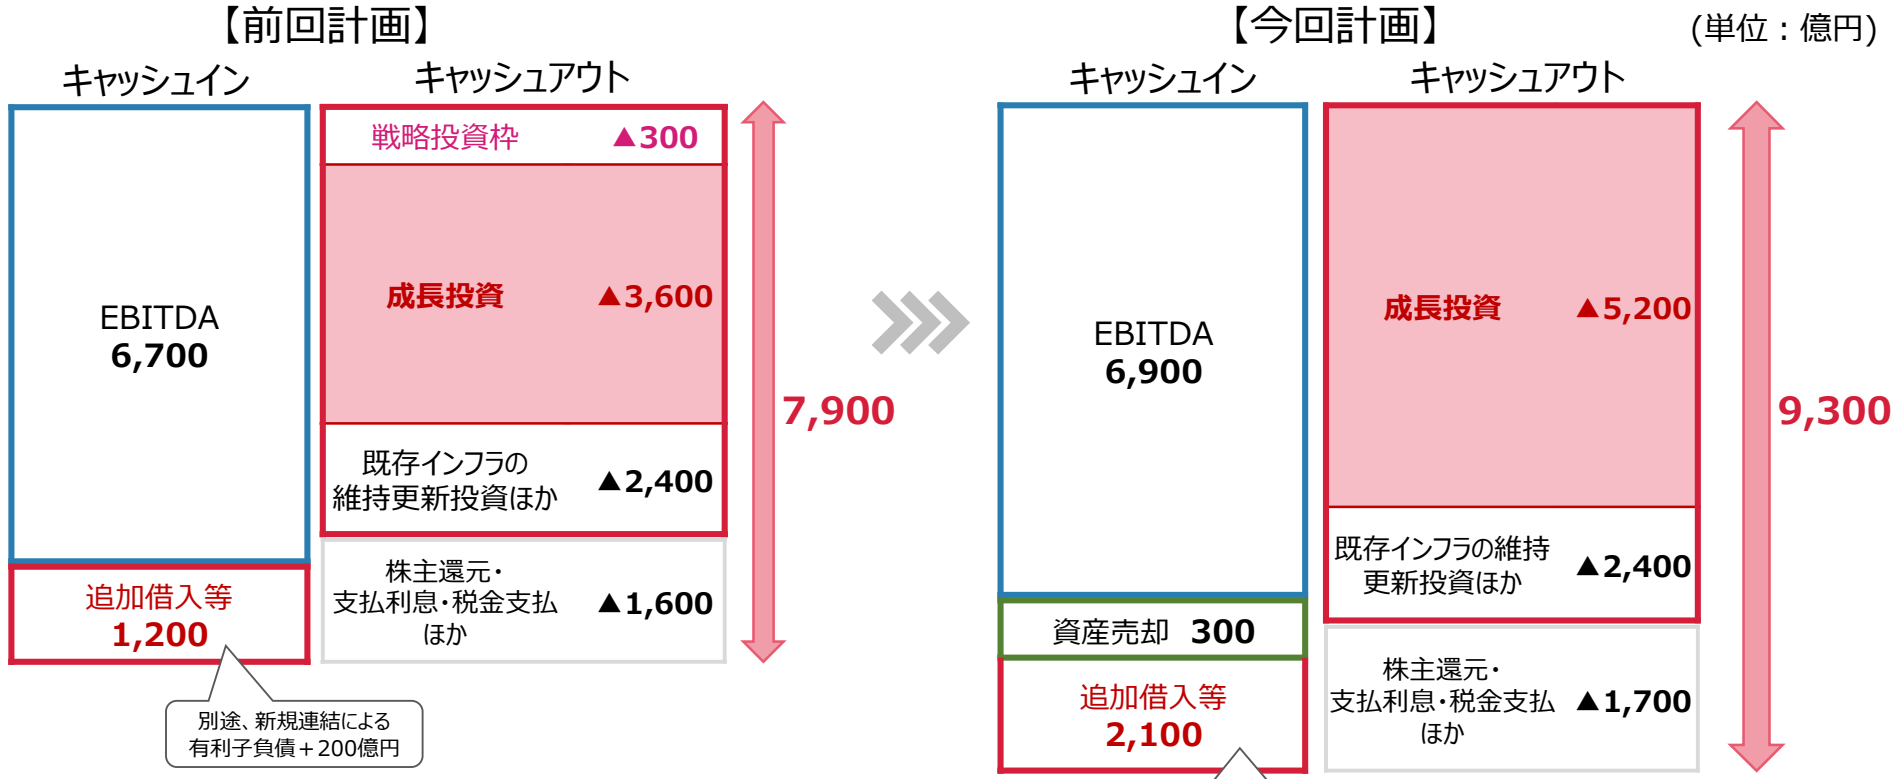 【前回計画】
キャッシュイン
キャッシュアウト
EBITDA
6,700
追加借入等
1,200
別途、新規連結による
有利子負債+200億円
戦略投資枠 ▲300
成長投資 ▲3,600
既存インフラの
維持更新投資ほか ▲2,400
株主還元・
支払利息・税金支払
ほか ▲1,600
7,900
【今回計画】
(単位：億円)
キャッシュイン
キャッシュアウト
EBITDA
6,900
資産売却 300
追加借入等
2,100
成長投資 ▲5,200
既存インフラの維持
更新投資ほか ▲2,400
株主還元・
支払利息・税金支払
ほか ▲1,700
9,300